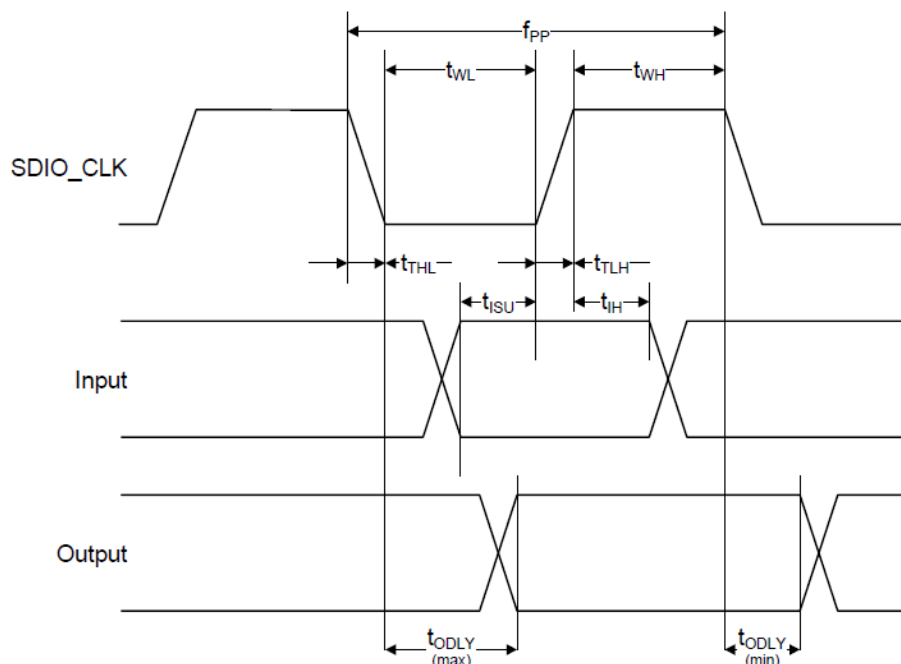 fPP
tWL
tWH
SDIO_CLK
tTHL
tTLH
tISU
tIH
Input
Output
tODLY
(max)
tODLY
(min)